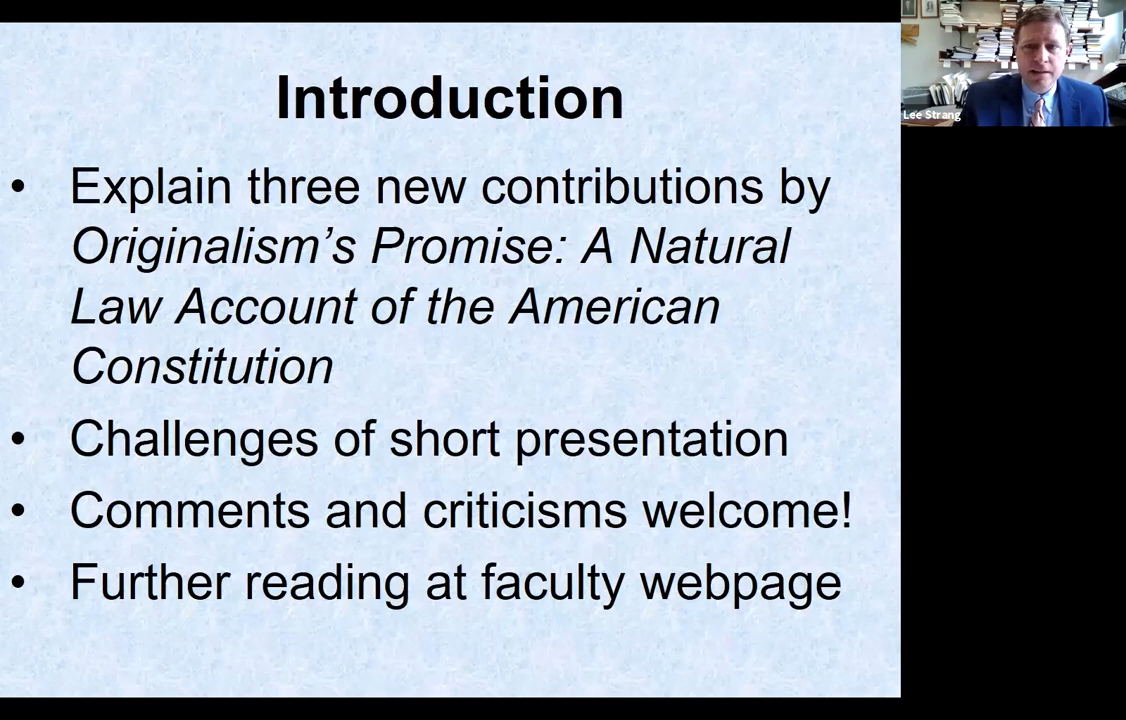 Introduction
• Explain three new contributions by
Originalism’s Promise: A Natural
Law Account of the American
Constitution
• Challenges of short presentation
• Comments and criticisms welcome!
• Further reading at faculty webpage
Lee Strang